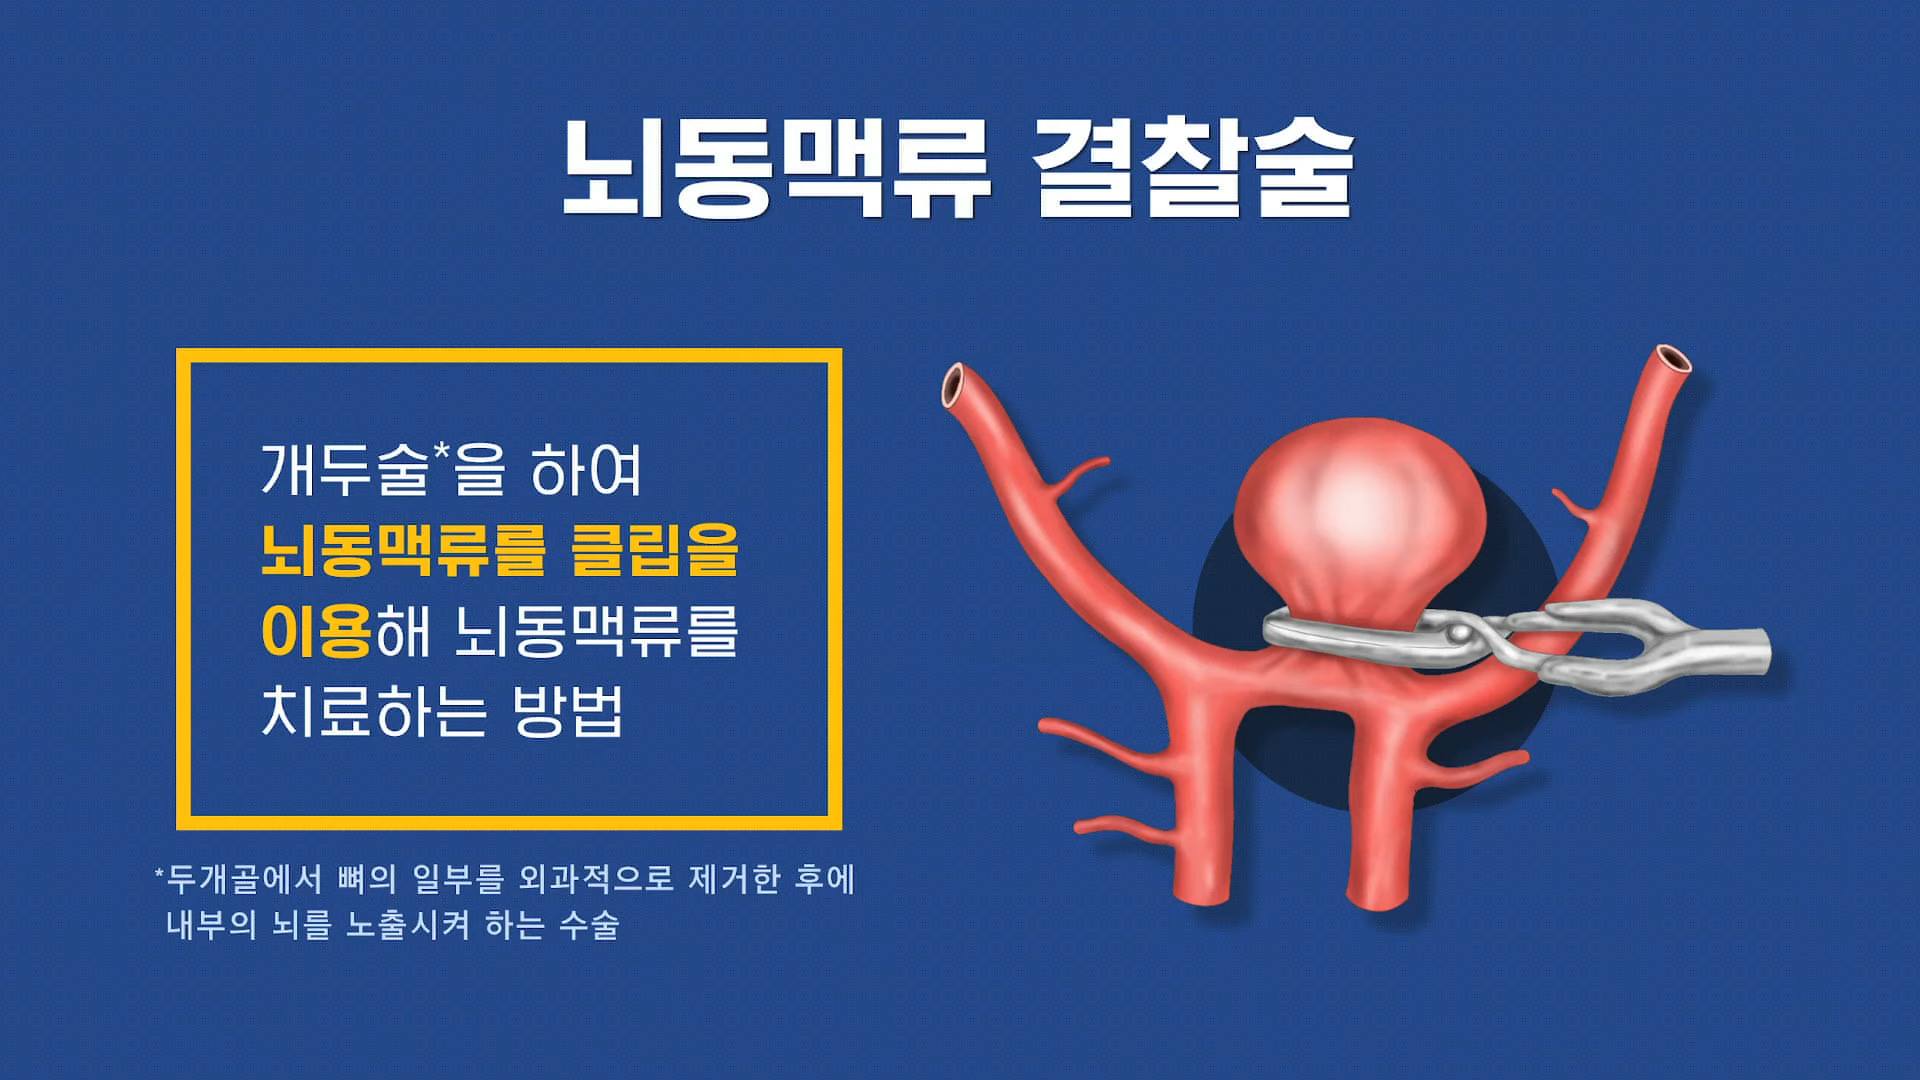 뇌동맥류 결찰술
개두술*을 하여
뇌동맥류를 클립을
이용해 뇌동맥류를
치료하는 방법
*두개골에서 뼈의 일부를 외과적으로 제거한 후에
내부의 뇌를 노출시켜 하는 수술